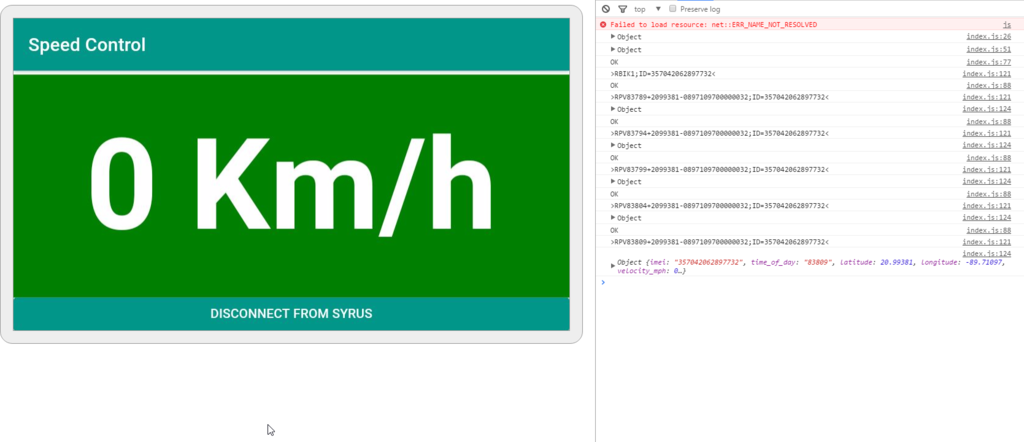 Speed Control
0 Km/h
DISCONNECT FROM SYRUS
top ▼ Preserve log
Failed to load resource: net::ERR_NAME_NOT_RESOLVED js
Object index.js:26
Object index.js:51
OK index.js:77
>RBIK1;ID=357042062897732< index.js:121
OK index.js:88
>RPV83789+2099381-0897109700000032;ID=357042062897732< index.js:121
Object index.js:124
OK index.js:88
>RPV83794+2099381-0897109700000032;ID=357042062897732< index.js:121
Object index.js:124
OK index.js:88
>RPV83799+2099381-0897109700000032;ID=357042062897732< index.js:121
Object index.js:124
OK index.js:88
>RPV83804+2099381-0897109700000032;ID=357042062897732< index.js:121
Object index.js:124
OK index.js:88
>RPV83809+2099381-0897109700000032;ID=357042062897732< index.js:121
index.js:124
Object {imei: "357042062897732", time_of_day: "83809", latitude: 20.99381, longitude: -89.71097,
velocity_mph: 0…}